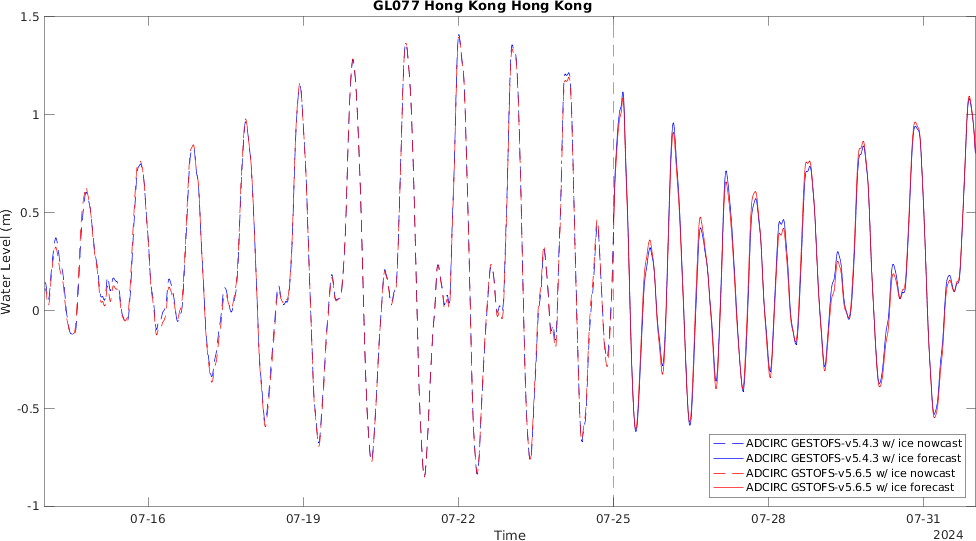 GL077 Hong Kong Hong Kong
1.5
1
0.5
0
-0.5
-1
Water Level (m)
07-16
07-19
07-22
07-25
07-28
07-31
Time
2024
ADCIRC GESTOFS-v5.4.3 w/ ice nowcast
ADCIRC GESTOFS-v5.4.3 w/ ice forecast
ADCIRC GSTOFS-v5.6.5 w/ ice nowcast
ADCIRC GSTOFS-v5.6.5 w/ ice forecast